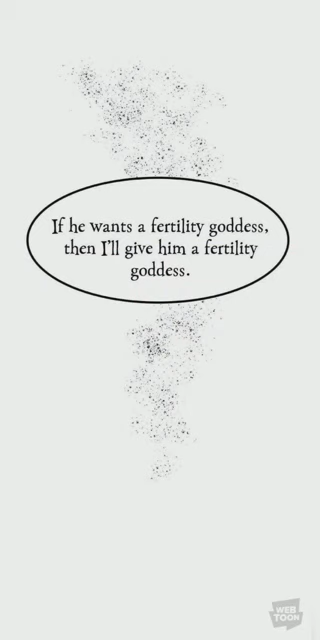 If he wants a fertility goddess,
then I'll give him a fertility
goddess.
WEB
TOON